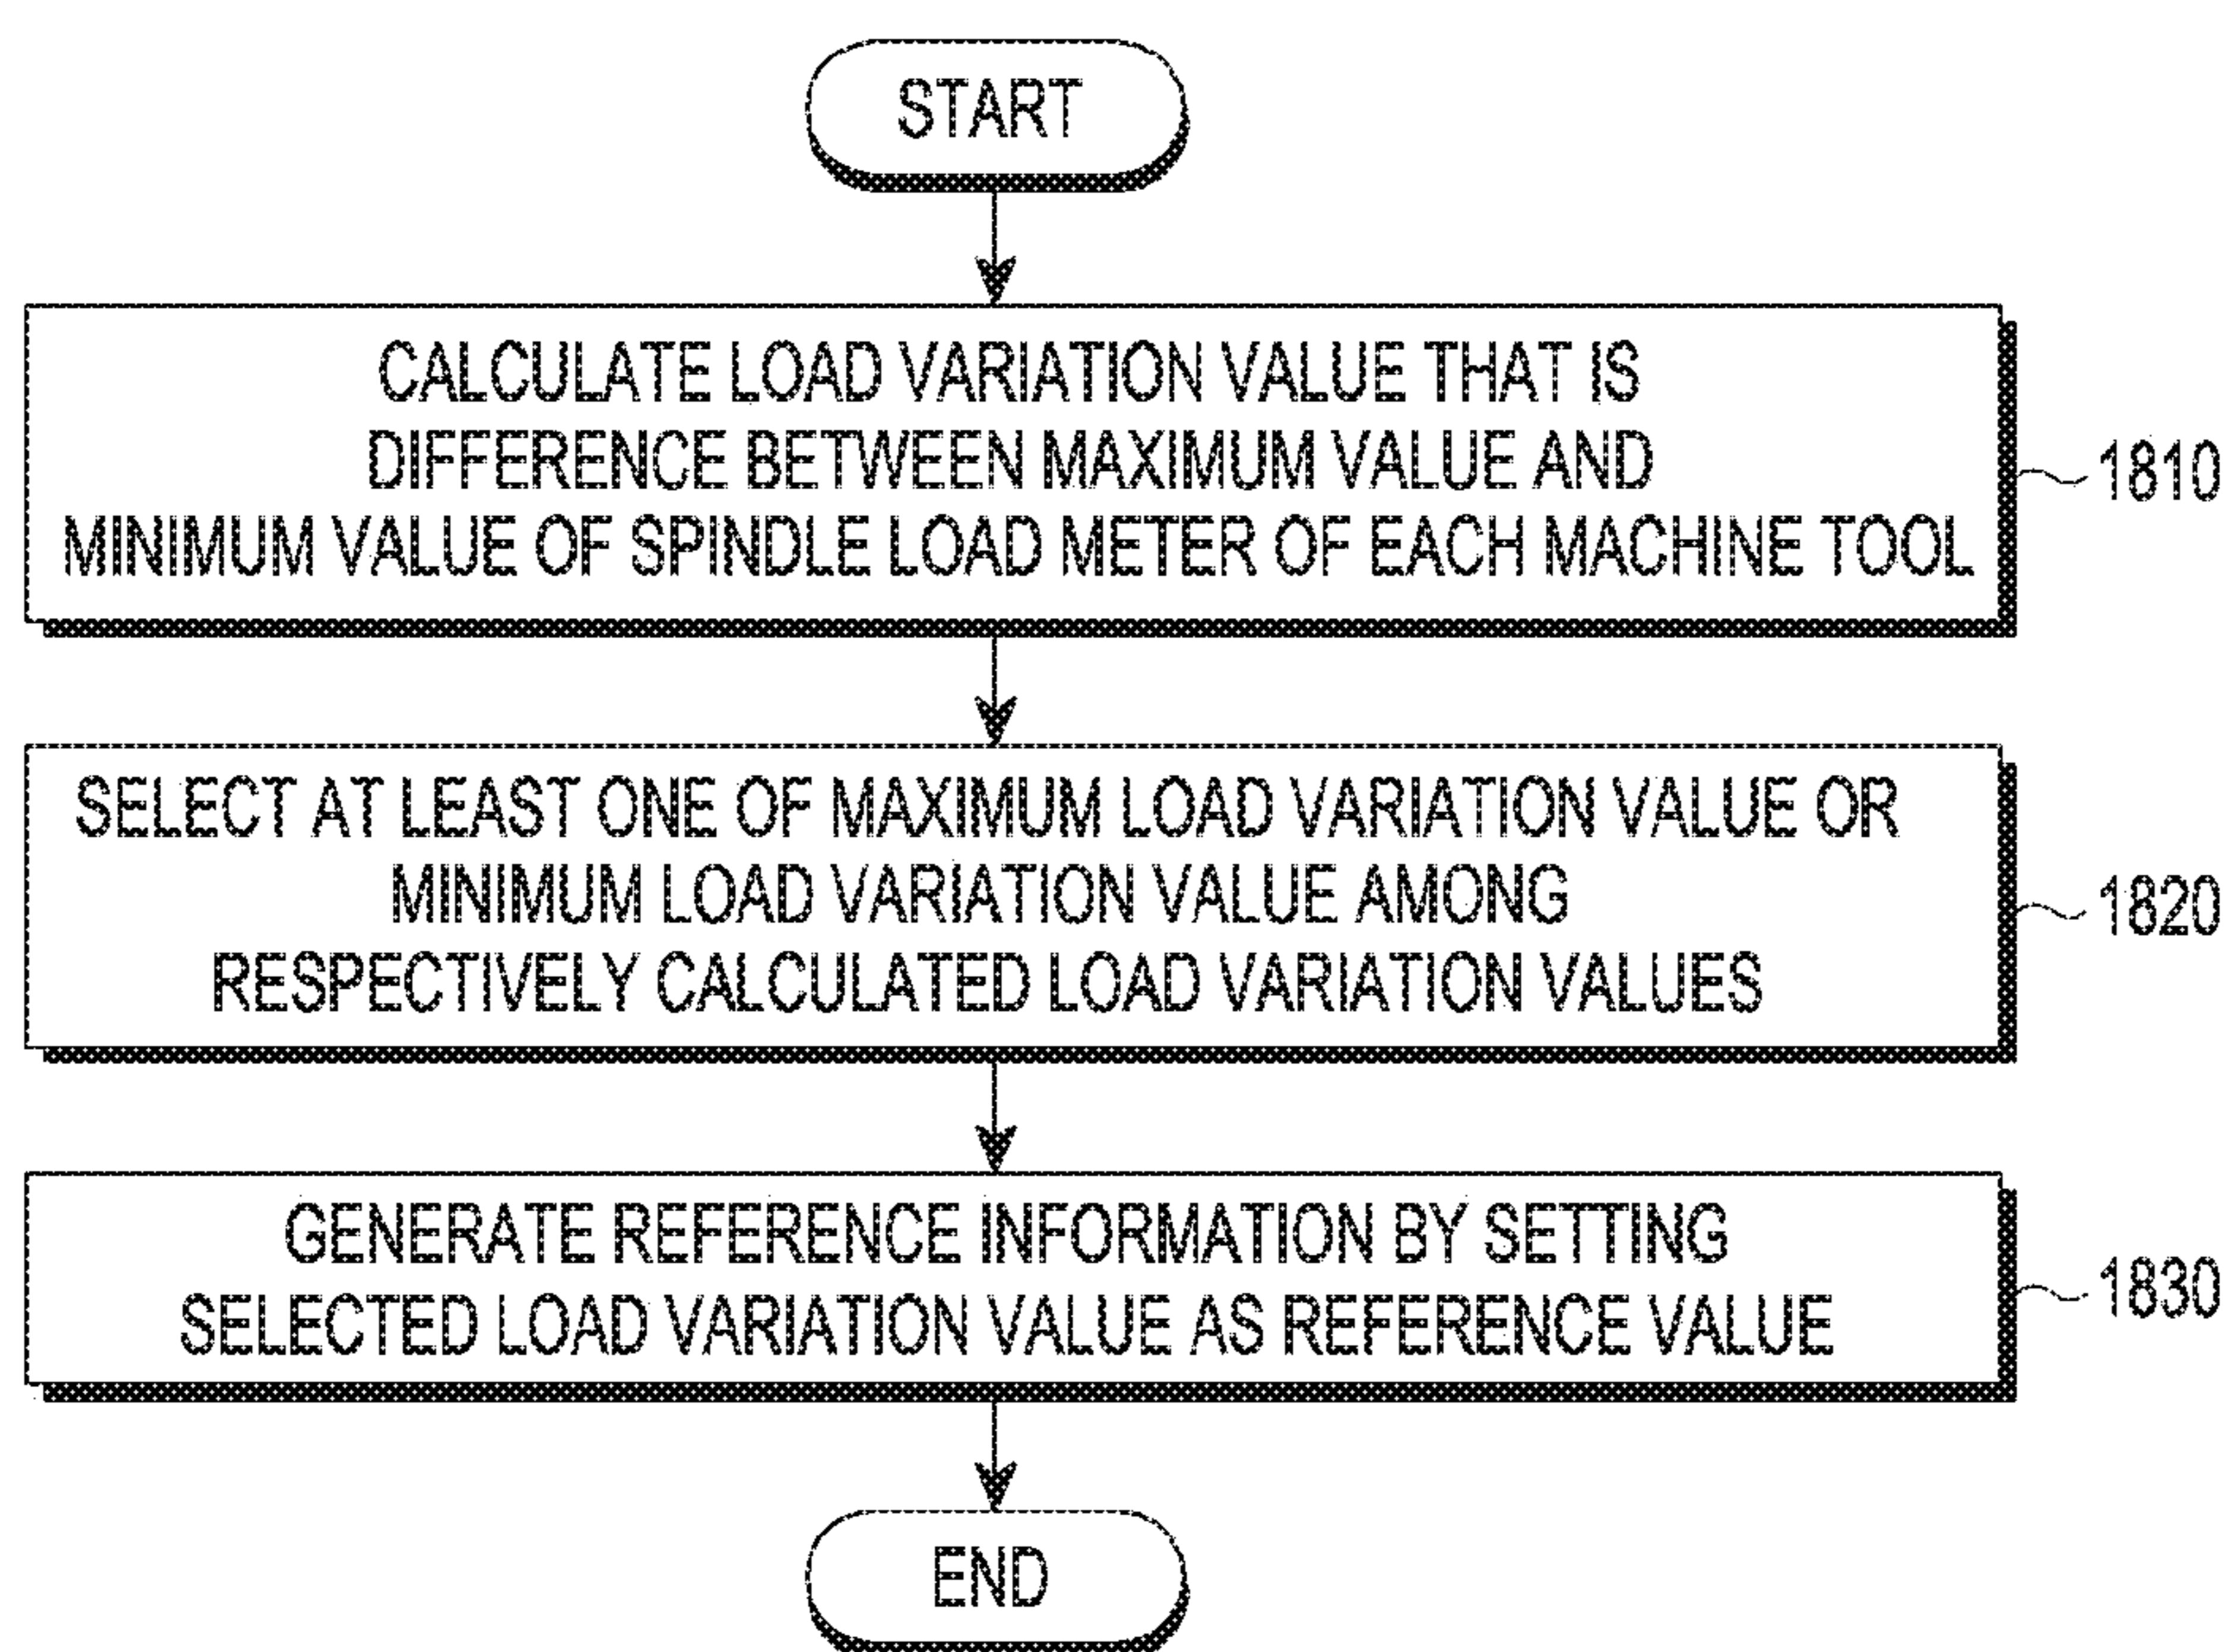 START
CALCULATE LOAD VARIATION VALUE THAT IS
DIFFERENCE BETWEEN MAXIMUM VALUE AND
MINIMUM VALUE OF SPINDLE LOAD METER OF EACH MACHINE TOOL
1810
SELECT AT LEAST ONE OF MAXIMUM LOAD VARIATION VALUE OR
MINIMUM LOAD VARIATION VALUE AMONG
RESPECTIVELY CALCULATED LOAD VARIATION VALUES
1820
GENERATE REFERENCE INFORMATION BY SETTING
SELECTED LOAD VARIATION VALUE AS REFERENCE VALUE
1830
END